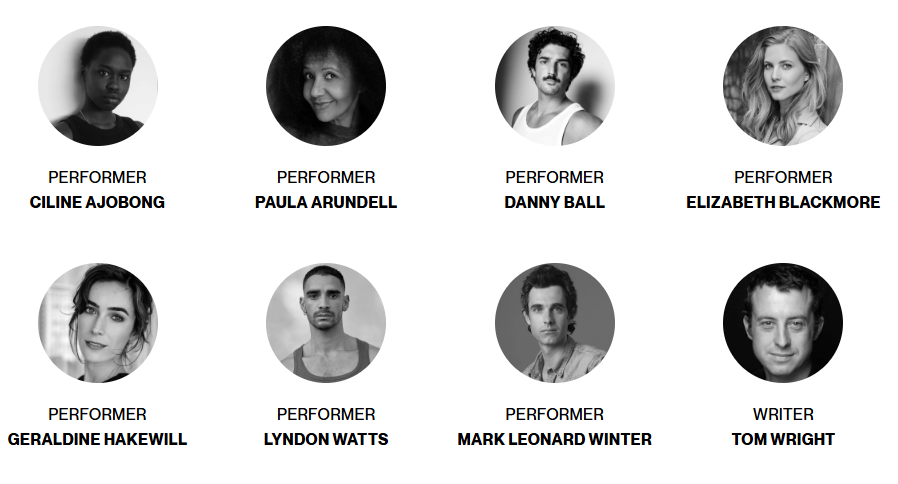 PERFORMER
CILINE AJOBONG
PERFORMER
PAULA ARUNDELL
PERFORMER
DANNY BALL
PERFORMER
ELIZABETH BLACKMORE
PERFORMER
GERALDINE HAKEWILL
PERFORMER
LYNDON WATTS
PERFORMER
MARK LEONARD WINTER
WRITER
TOM WRIGHT